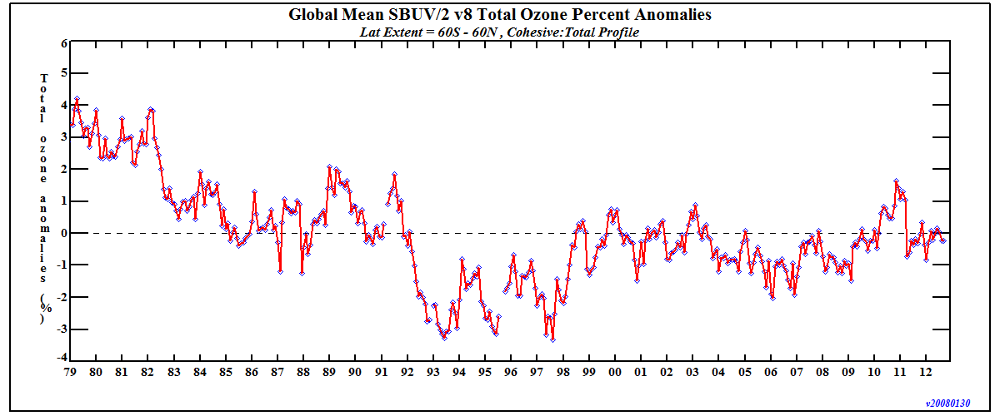 Global Mean SBUV/2 v8 Total Ozone Percent Anomalies
Lat Extent = 60S - 60N , Cohesive:Total Profile
Total ozone anomalies (%)
6
5
4
3
2
1
0
-1
-2
-3
-4
79 80 81 82 83 84 85 86 87 88 89 90 91 92 93 94 95 96 97 98 99 00 01 02 03 04 05 06 07 08 09 10 11 12
v20080130